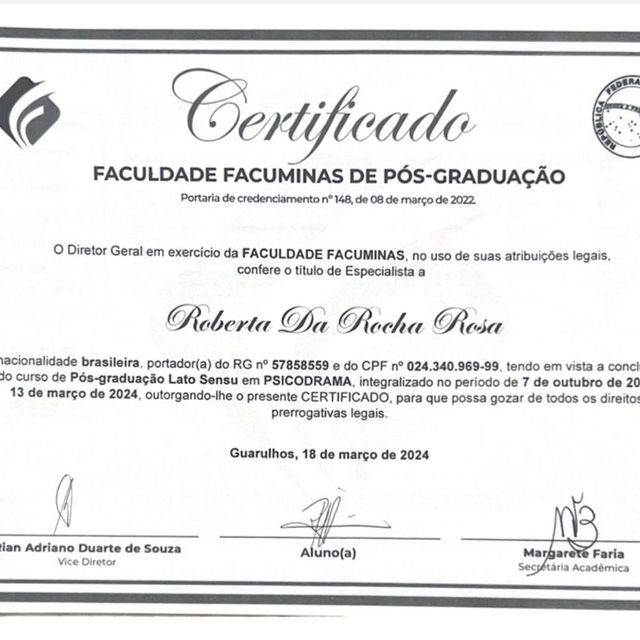 Certificado
FACULDADE FACUMINAS DE PÓS-GRADUAÇÃO
Portaria de credenciamento nº 148, de 08 de março de 2022.
REPÚBLICA FEDERA
O Diretor Geral em exercício da FACULDADE FACUMINAS, no uso de suas atribuições legais,
confere o título de Especialista a
Roberta Da Rocha Rosa
nacionalidade brasileira, portador(a) do RG nº 57858559 e do CPF nº 024.340.969-99, tendo em vista a conclu
do curso de Pós-graduação Lato Sensu em PSICODRAMA, integralizado no período de 7 de outubro de 20
13 de março de 2024, outorgando-lhe o presente CERTIFICADO, para que possa gozar de todos os direitos
prerrogativas legais.
Guarulhos, 18 de março de 2024
tian Adriano Duarte de Souza
Vice Diretor
Aluno(a)
Margarete Faria
Secretária Acadêmica